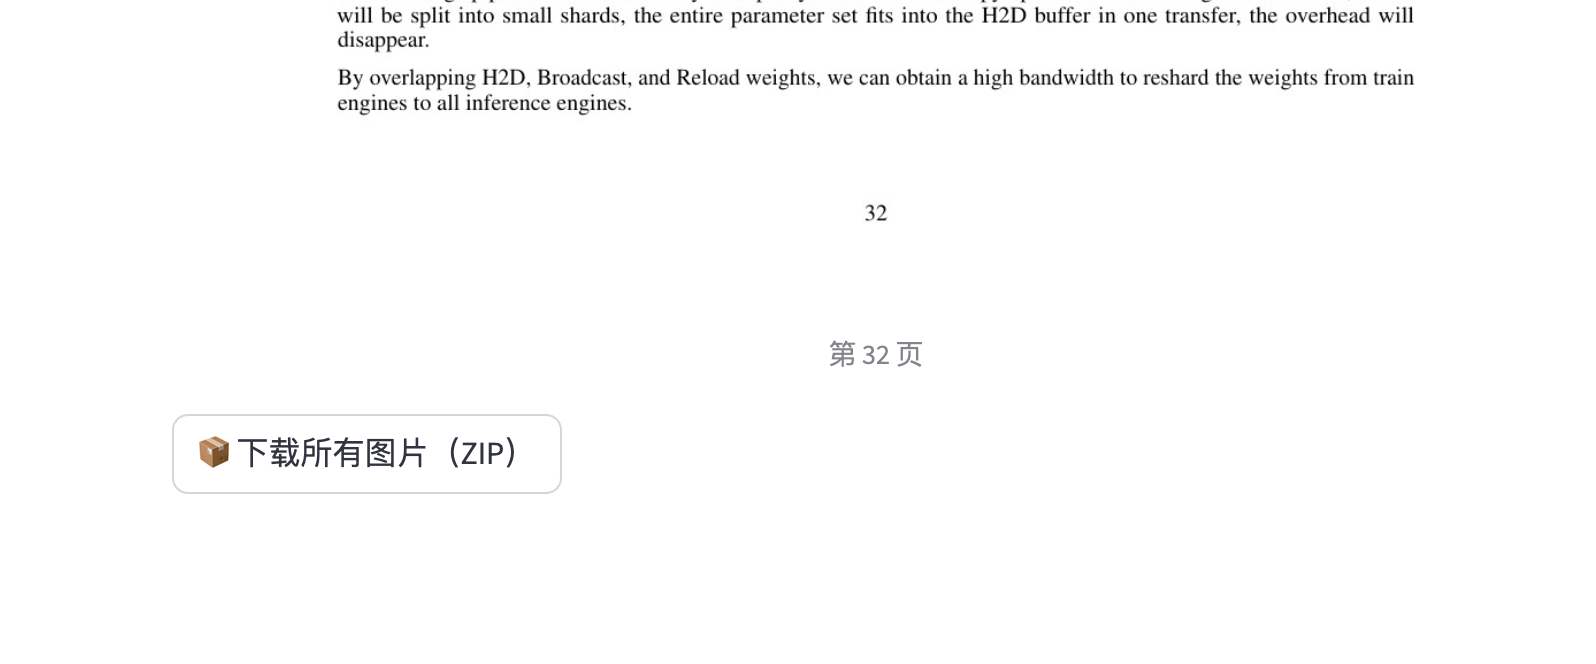 will be split into small shards, the entire parameter set fits into the H2D buffer in one transfer, the overhead will
disappear.
By overlapping H2D, Broadcast, and Reload weights, we can obtain a high bandwidth to reshard the weights from train
engines to all inference engines.
32
第 32 页
📦 下载所有图片（ZIP）